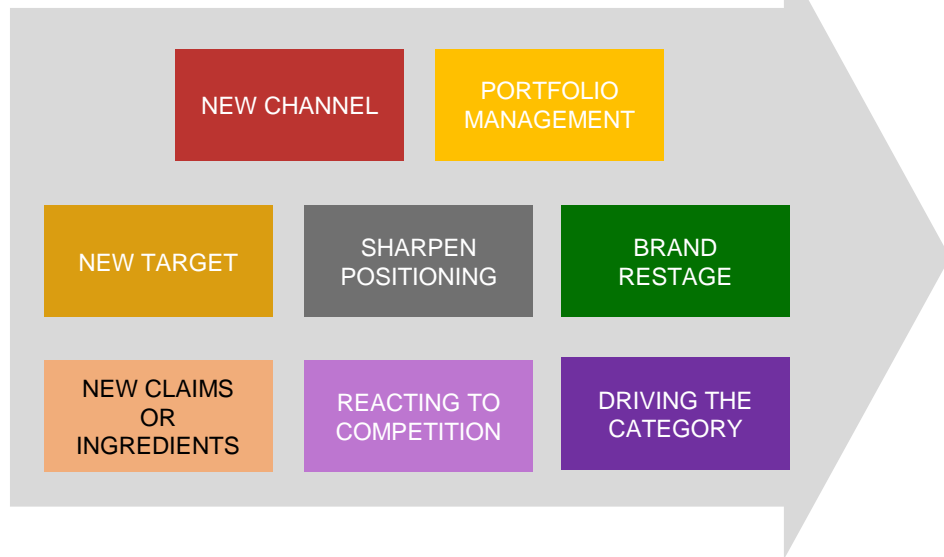 NEW CHANNEL
PORTFOLIO
MANAGEMENT
NEW TARGET
SHARPEN
POSITIONING
BRAND
RESTAGE
NEW CLAIMS
OR
INGREDIENTS
REACTING TO
COMPETITION
DRIVING THE
CATEGORY